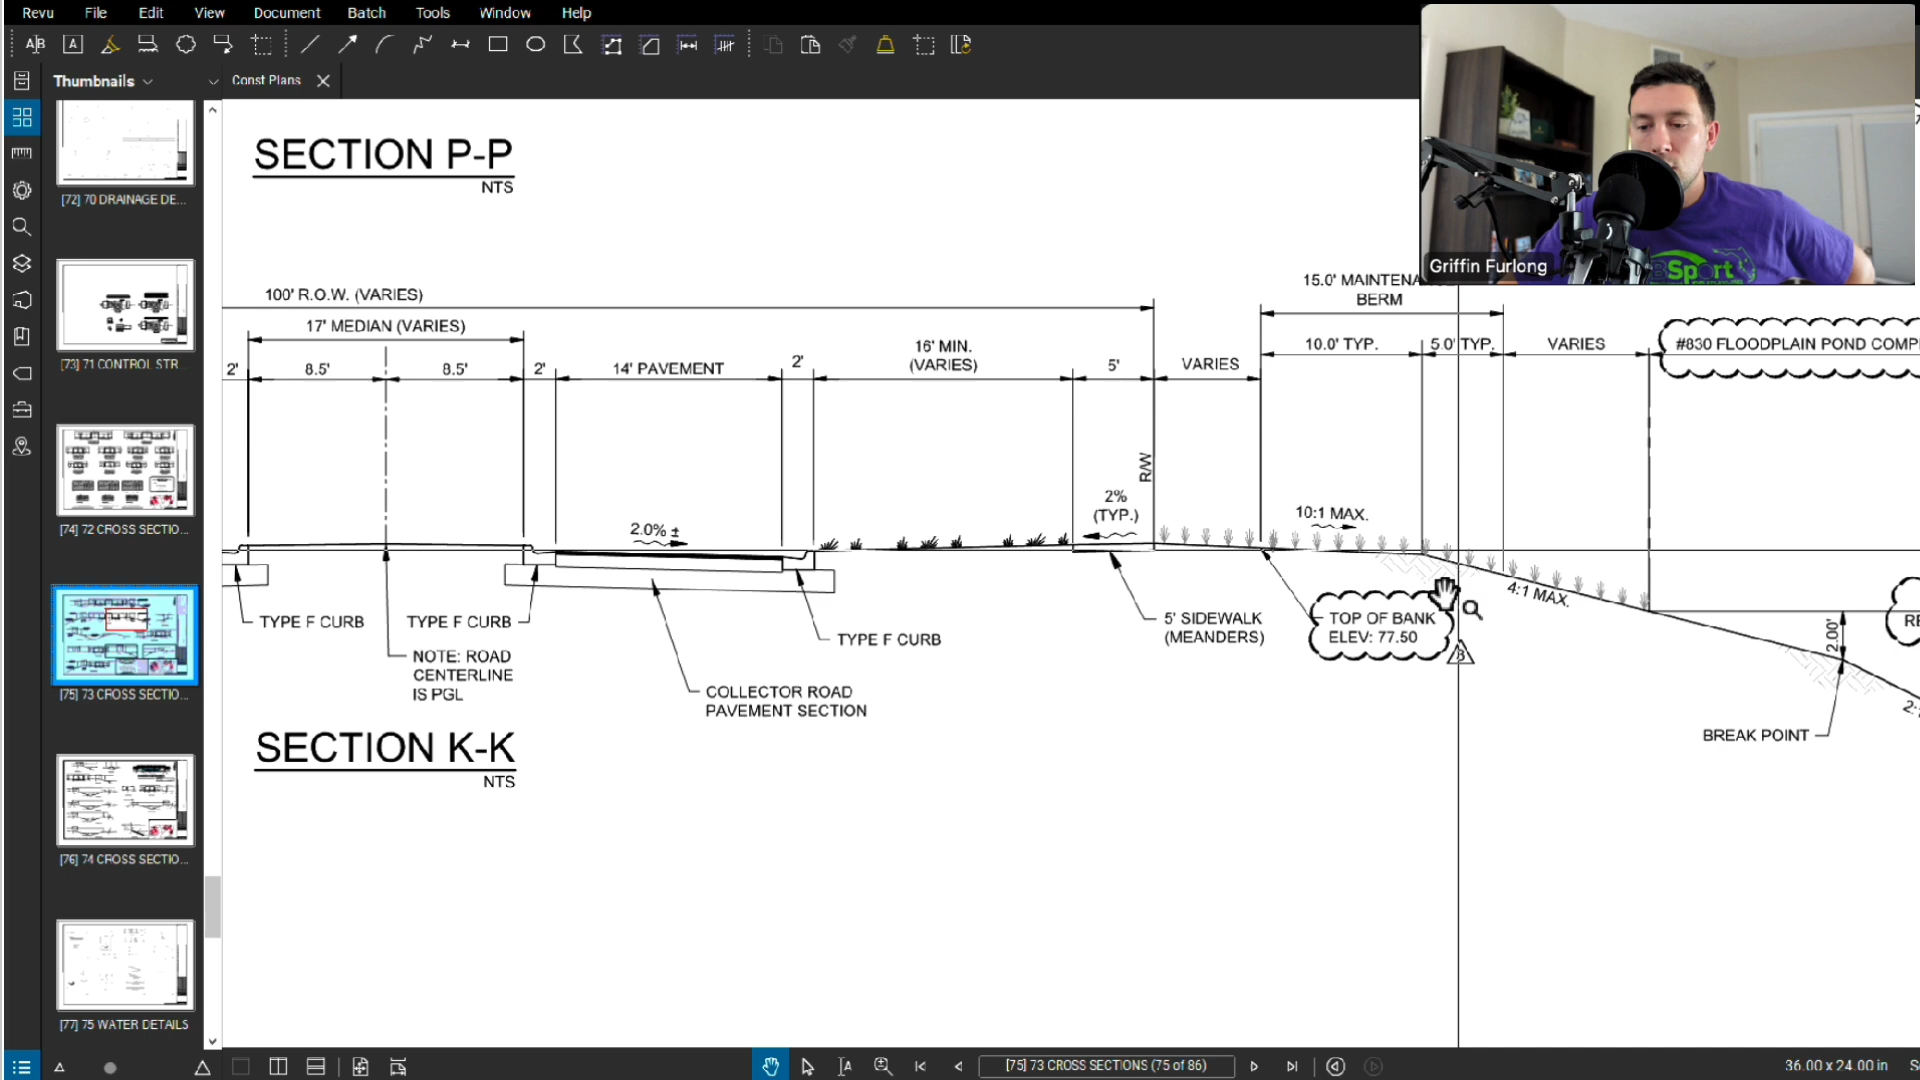 Revu File Edit View Document Batch Tools Window Help
Thumbnails
Const Plans
[72] 70 DRAINAGE DE...
[73] 71 CONTROL STR...
[74] 72 CROSS SECTIO...
[75] 73 CROSS SECTIO...
[76] 74 CROSS SECTIO...
[77] 75 WATER DETAILS
SECTION P-P
NTS
Griffin Furlong
BSport
100' R.O.W. (VARIES)
17' MEDIAN (VARIES)
2'
8.5'
8.5'
2'
14' PAVEMENT
2'
16' MIN.
(VARIES)
5'
VARIES
BERM
10.0' TYP.
5.0' TYP.
VARIES
#830 FLOODPLAIN POND
R/W
2.0% ±
2%
(TYP.)
10:1 MAX.
4:1 MAX.
TYPE F CURB
TYPE F CURB
NOTE: ROAD
CENTERLINE
IS PGL
COLLECTOR ROAD
PAVEMENT SECTION
TYPE F CURB
5' SIDEWALK
(MEANDERS)
TOP OF BANK
ELEV: 77.50
3
2.00'
BREAK POINT
SECTION K-K
NTS
[75] 73 CROSS SECTIONS (75 of 86)
36.00 x 24.00 in